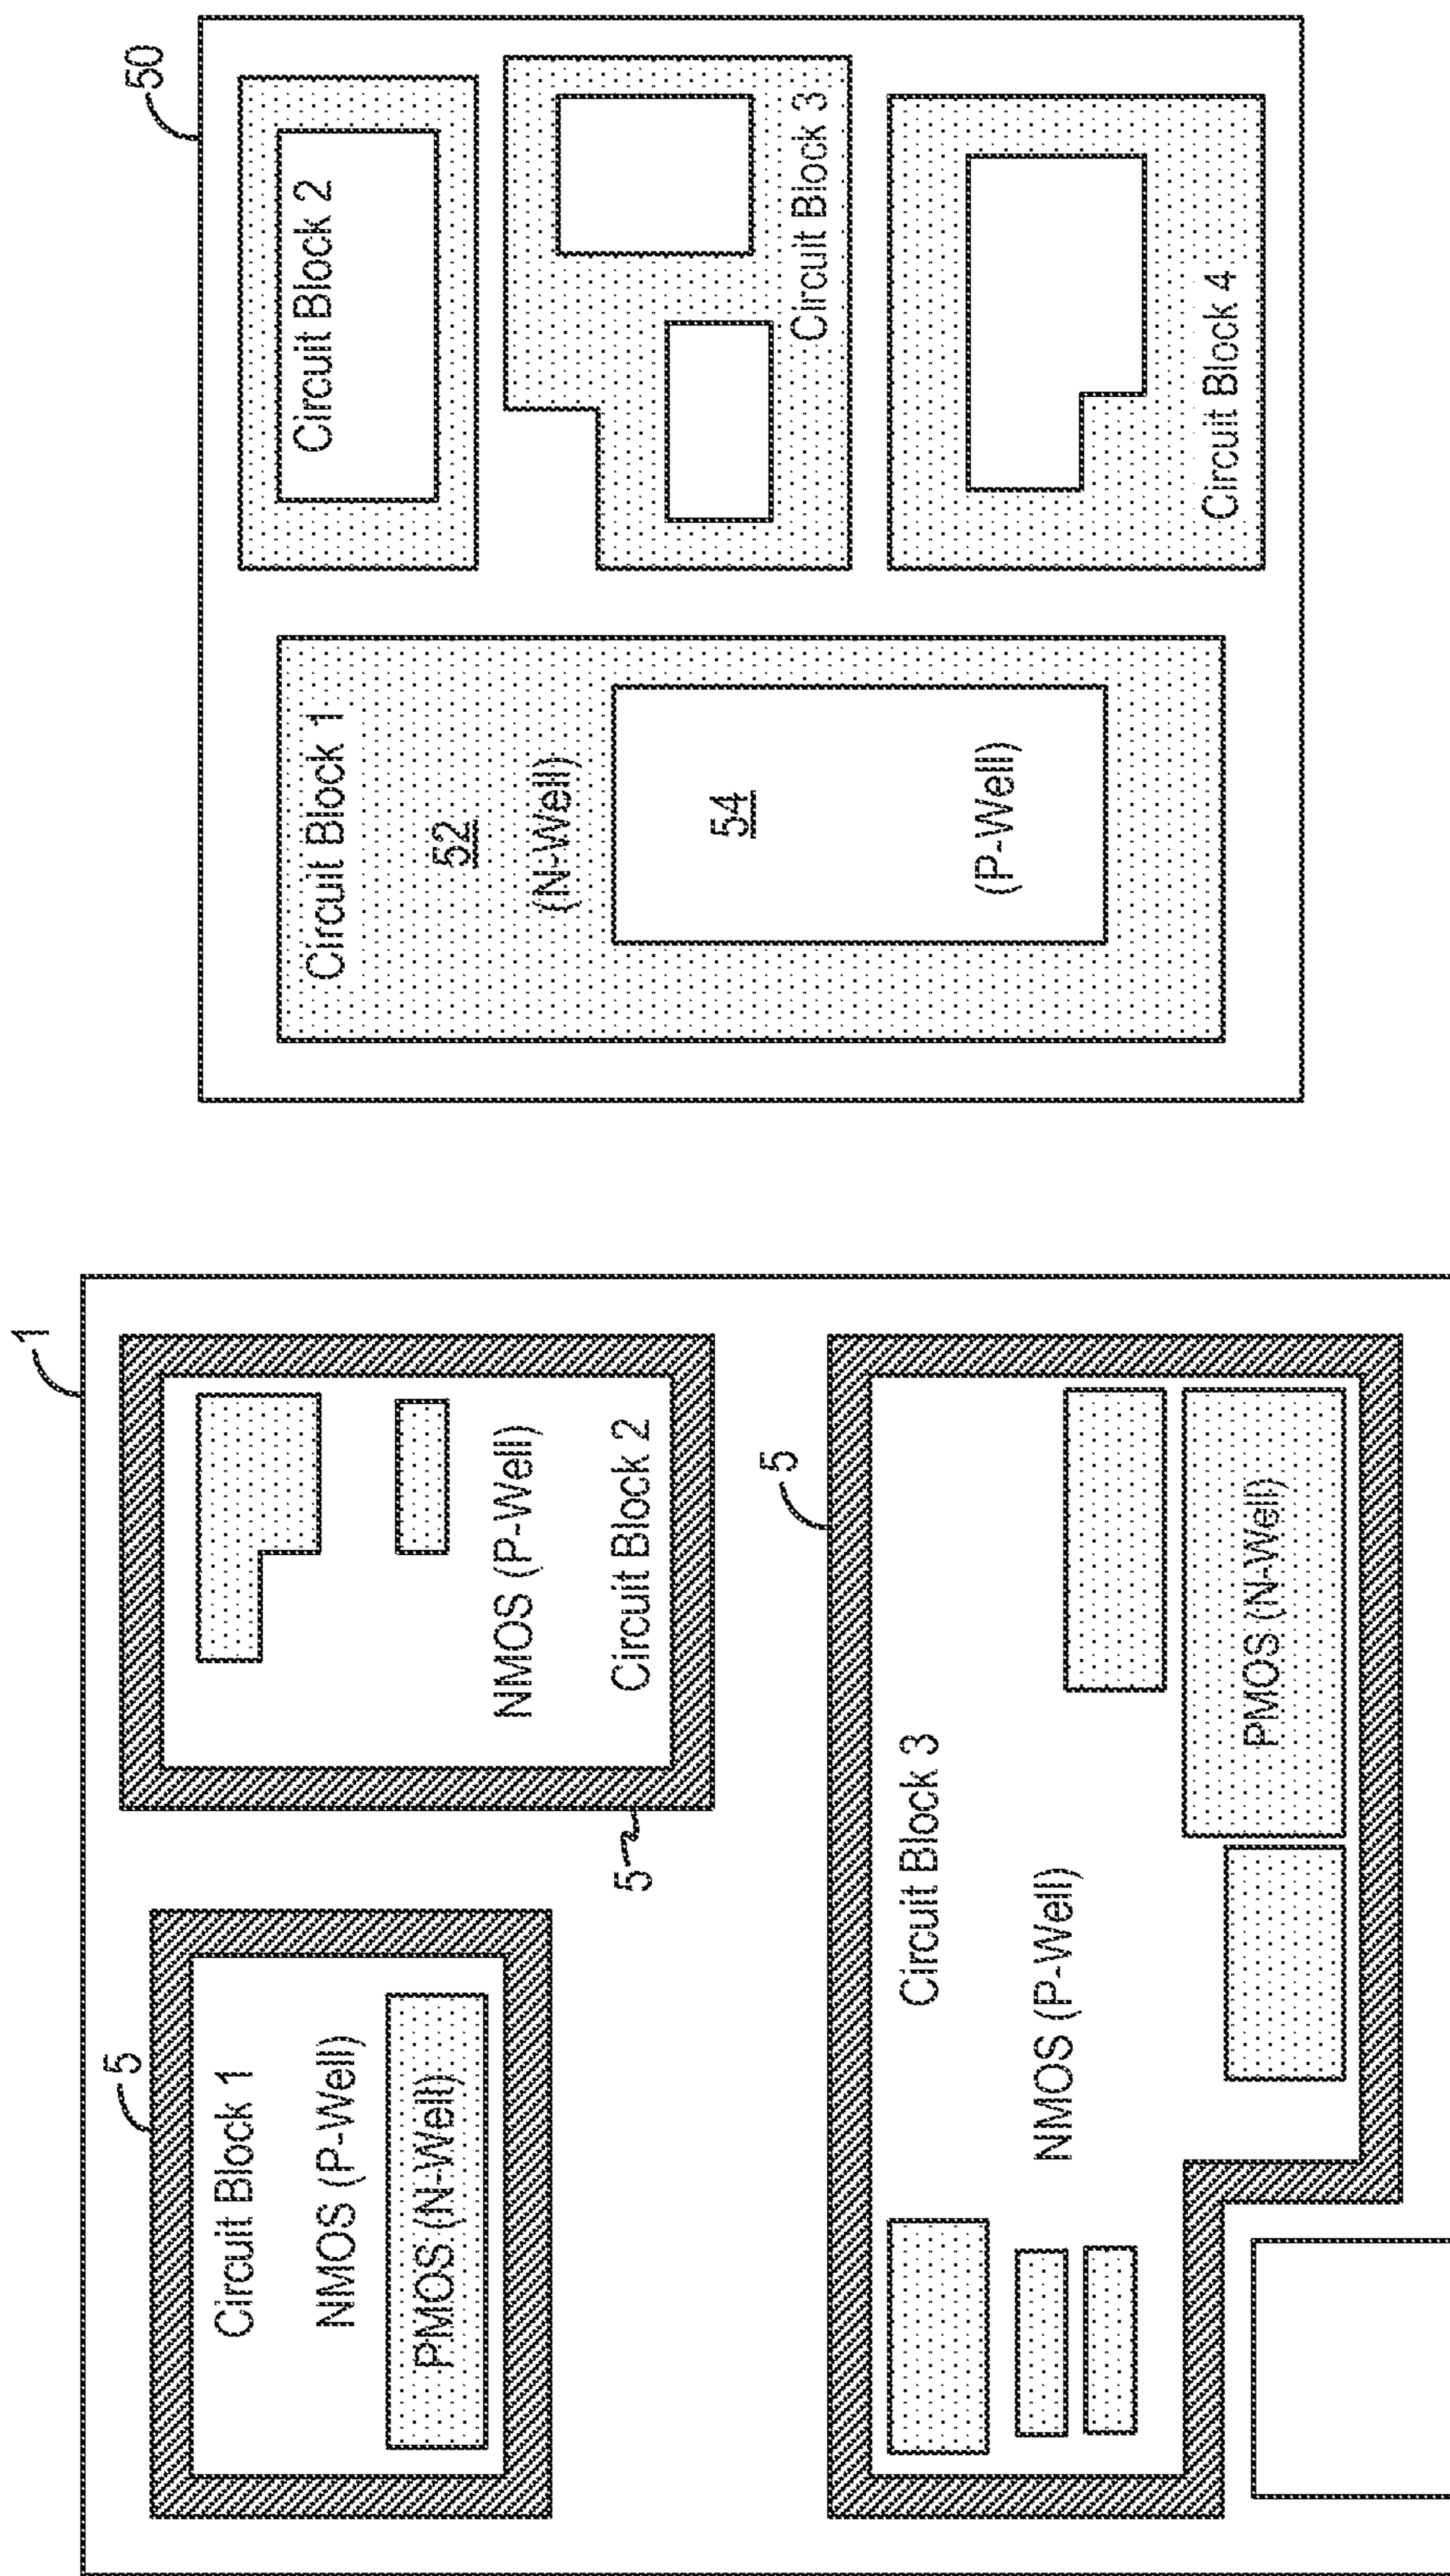 1
5
Circuit Block 1
NMOS (P-Well)
PMOS (N-Well)
5
NMOS (P-Well)
Circuit Block 2
5
Circuit Block 3
NMOS (P-Well)
PMOS (N-Well)
50
Circuit Block 1
52
(N-Well)
54
(P-Well)
Circuit Block 2
Circuit Block 3
Circuit Block 4